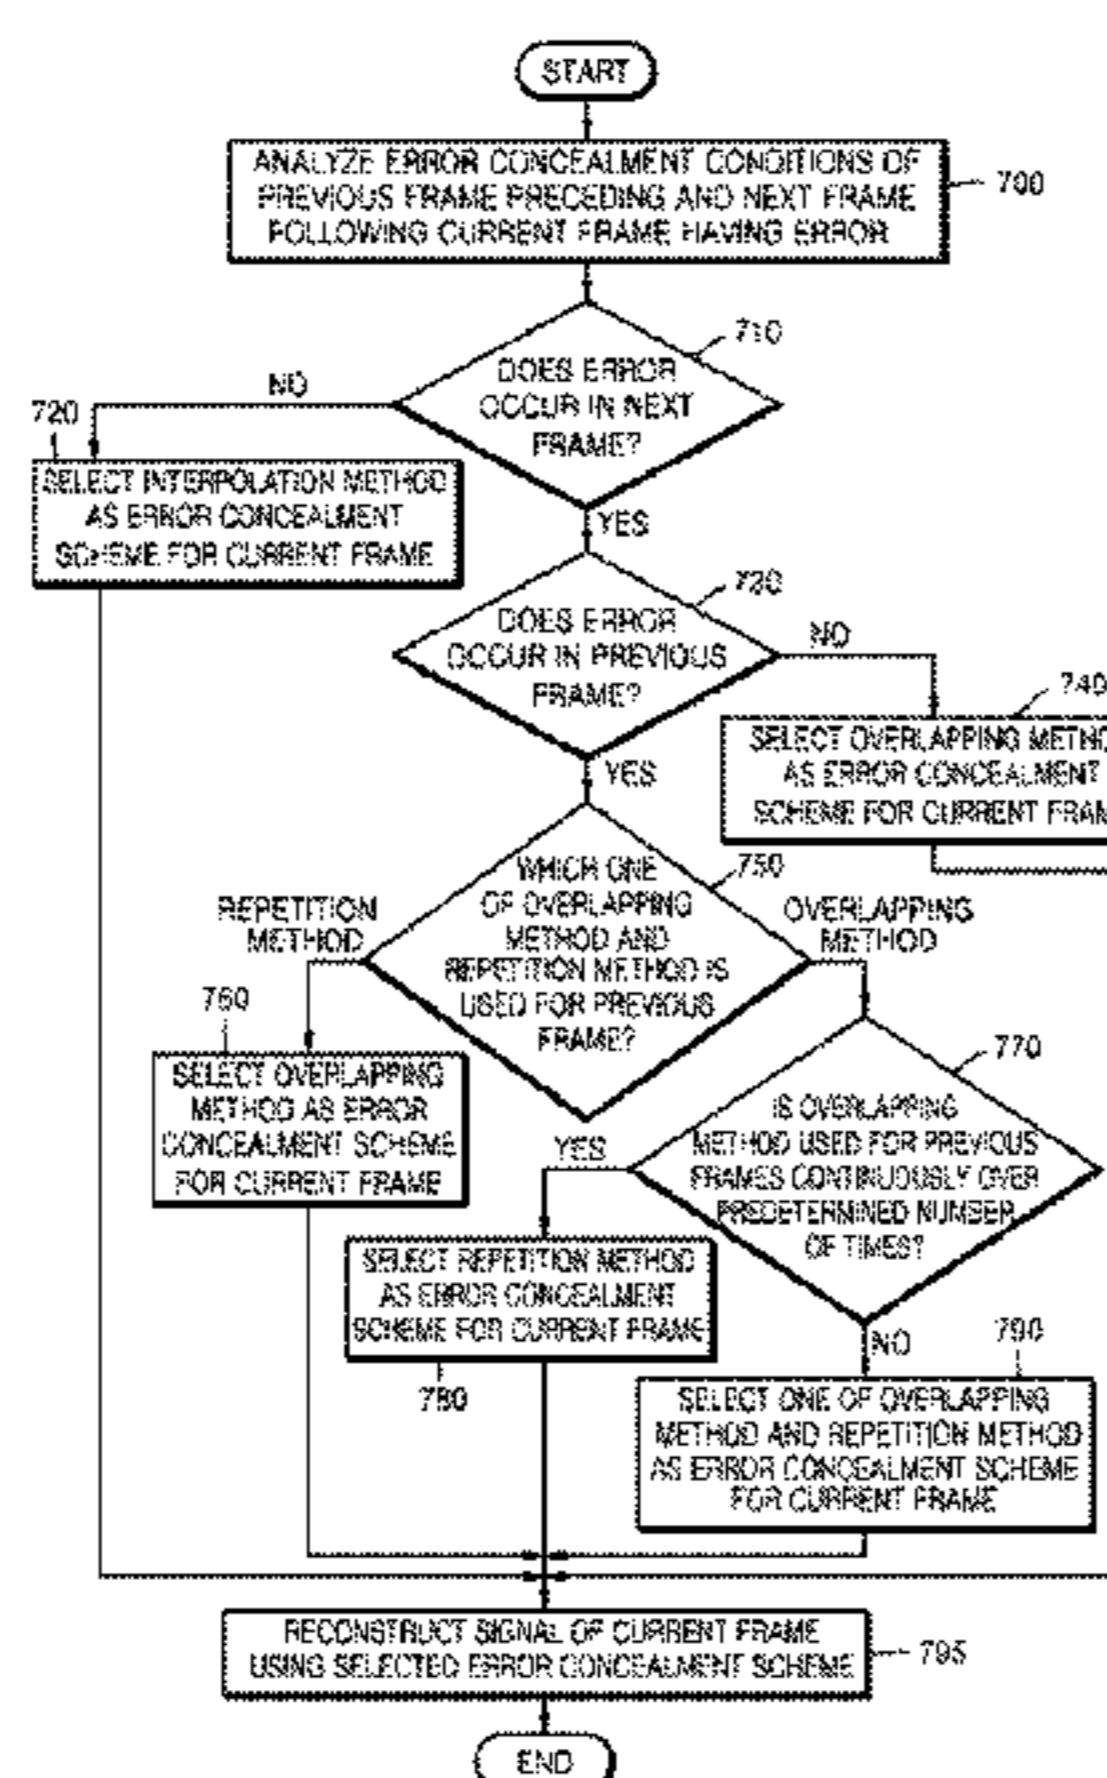 START
ANALYZE ERROR CONCEALMENT CONDITIONS OF
PREVIOUS FRAME PRECEDING AND NEXT FRAME
FOLLOWING CURRENT FRAME HAVING ERROR
700
710
DOES ERROR
OCCUR IN NEXT
FRAME?
NO
720
SELECT INTERPOLATION METHOD
AS ERROR CONCEALMENT
SCHEME FOR CURRENT FRAME
YES
730
DOES ERROR
OCCUR IN PREVIOUS
FRAME?
NO
740
SELECT OVERLAPPING METHO
AS ERROR CONCEALMENT
SCHEME FOR CURRENT FRAM
YES
750
WHICH ONE
OF OVERLAPPING
METHOD AND
REPETITION METHOD IS
USED FOR PREVIOUS
FRAME?
REPETITION
METHOD
OVERLAPPING
METHOD
760
SELECT OVERLAPPING
METHOD AS ERROR
CONCEALMENT SCHEME
FOR CURRENT FRAME
770
IS OVERLAPPING
METHOD USED FOR PREVIOUS
FRAMES CONTINUOUSLY OVER
PREDETERMINED NUMBER
OF TIMES?
YES
SELECT REPETITION METHOD
AS ERROR CONCEALMENT
SCHEME FOR CURRENT FRAME
780
NO
790
SELECT ONE OF OVERLAPPING
METHOD AND REPETITION METHOD
AS ERROR CONCEALMENT SCHEME
FOR CURRENT FRAME
RECONSTRUCT SIGNAL OF CURRENT FRAME
USING SELECTED ERROR CONCEALMENT SCHEME
795
END